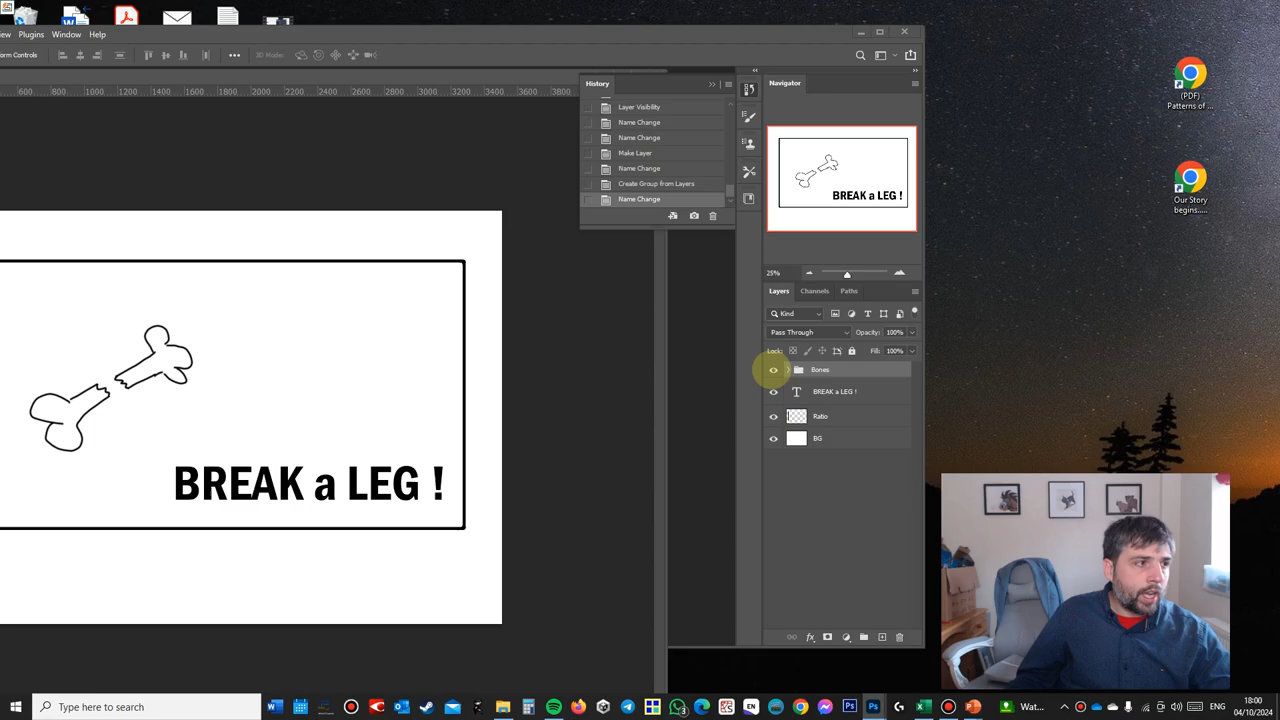 ew Plugins Window Help
orm Controls
3D Mode:
600 800 1000 1200 1400 1600 1800 2000 2200 2400 2600 2800 3000 3200 3400 3600 3800
History
Layer Visibility
Name Change
Name Change
Make Layer
Name Change
Create Group from Layers
Name Change
Navigator
BREAK a LEG !
25%
Layers Channels Paths
Kind
Pass Through Opacity: 100%
Lock: Fill: 100%
Bones
BREAK a LEG !
Ratio
BG
BREAK a LEG !
(PDF)
Patterns of ...
Our Story
begins.....
Type here to search
Wat...
18:00
04/10/2024